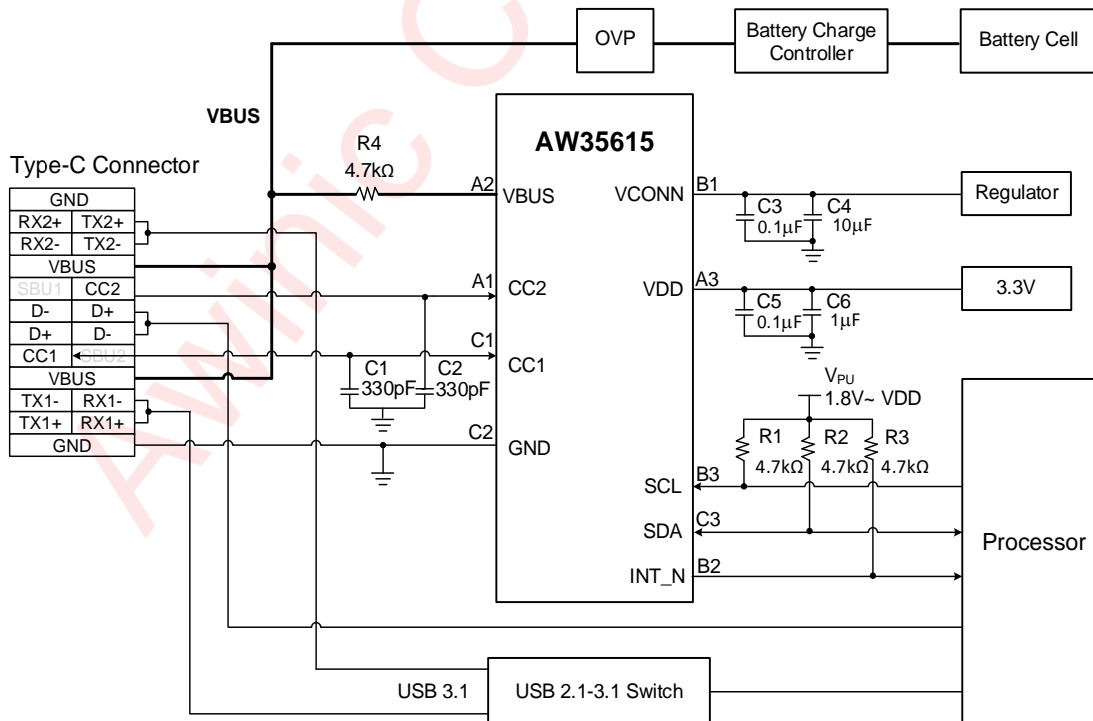 OVP
Battery Charge
Controller
Battery Cell
VBUS
AW35615
R4
4.7kΩ
A2
VBUS
VCONN
B1
Regulator
C3
0.1μF
C4
10μF
Type-C Connector
GND
RX2+ TX2+
RX2- TX2-
VBUS
SBU1 CC2
D- D+
D+ D-
CC1 SBU2
VBUS
TX1- RX1-
TX1+ RX1+
GND
A1
CC2
VDD
A3
3.3V
C5
0.1μF
C6
1μF
C1
CC1
C1
330pF
C2
330pF
VPU
1.8V~ VDD
C2
GND
R1
4.7kΩ
R2
4.7kΩ
R3
4.7kΩ
SCL
B3
SDA
C3
INT_N
B2
Processor
USB 3.1
USB 2.1-3.1 Switch
Awinic C